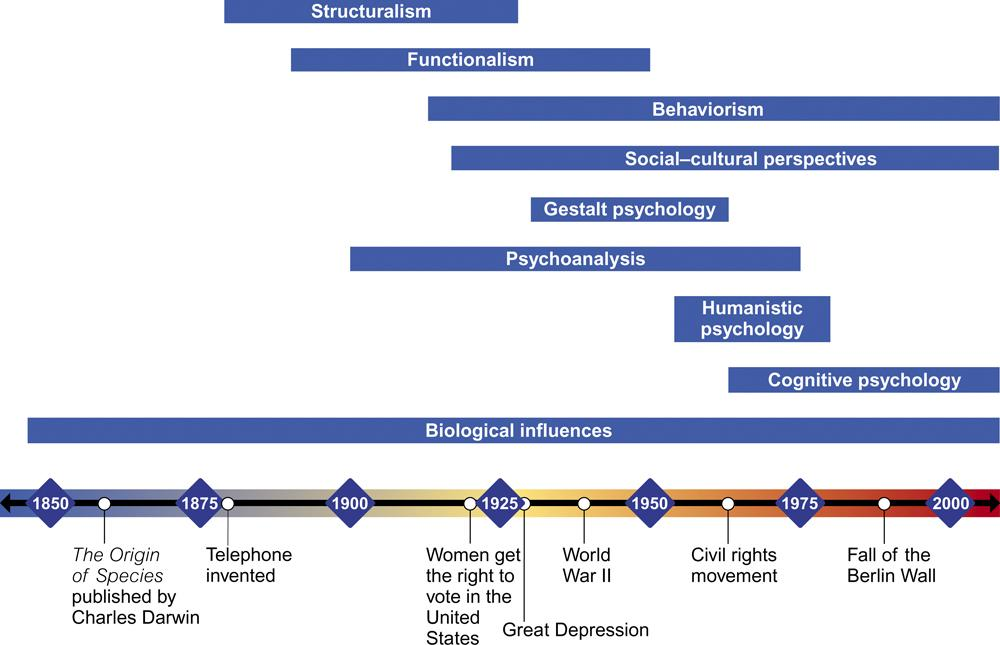 Structuralism
Functionalism
Behaviorism
Social–cultural perspectives
Gestalt psychology
Psychoanalysis
Humanistic
psychology
Cognitive psychology
Biological influences
1850
1875
1900
1925
1950
1975
2000
The Origin
of Species
published by
Charles Darwin
Telephone
invented
Women get
the right to
vote in the
United
States
Great Depression
World
War II
Civil rights
movement
Fall of the
Berlin Wall